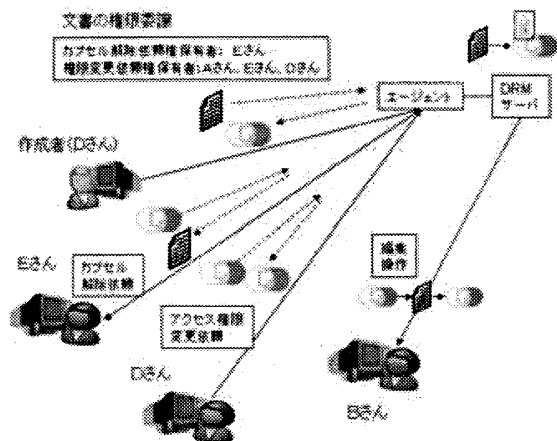 文書の権限委譲
カプセル解除依頼権保有者: Eさん
権限変更依頼権保有者:Aさん、Eさん、Dさん
エージェント
DRM
サーバ
作成者(Dさん)
Eさん
カプセル
解除依頼
編集
操作
アクセス権限
変更依頼
Dさん
Bさん